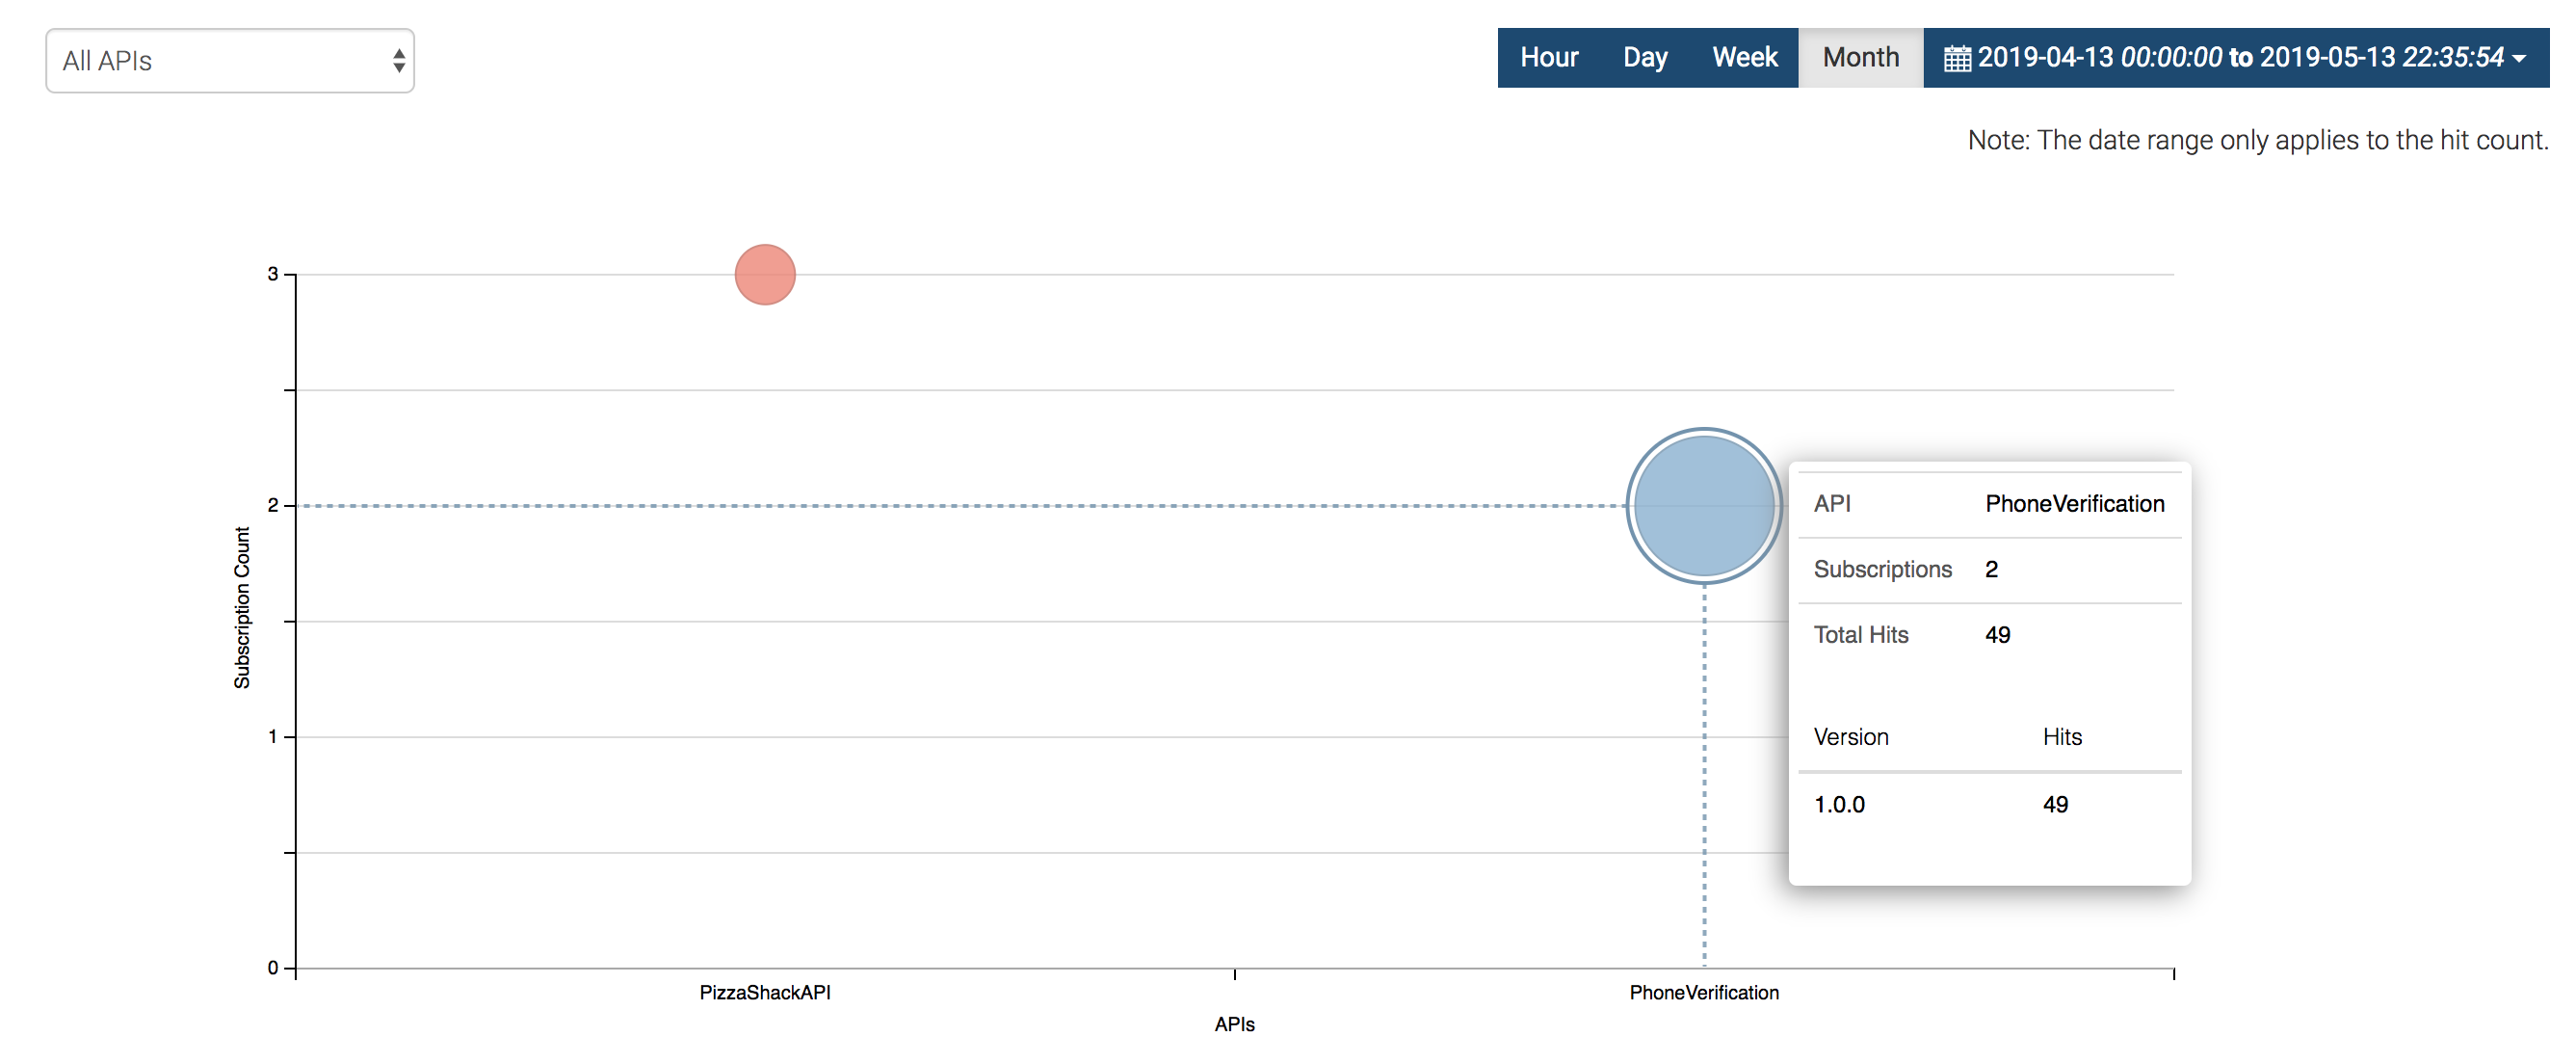 All APIs
Hour Day Week Month 2019-04-13 00:00:00 to 2019-05-13 22:35:54
Note: The date range only applies to the hit count.
3
2
1
0
Subscription Count
API PhoneVerification
Subscriptions 2
Total Hits 49
Version Hits
1.0.0 49
PizzaShackAPI PhoneVerification
APIs